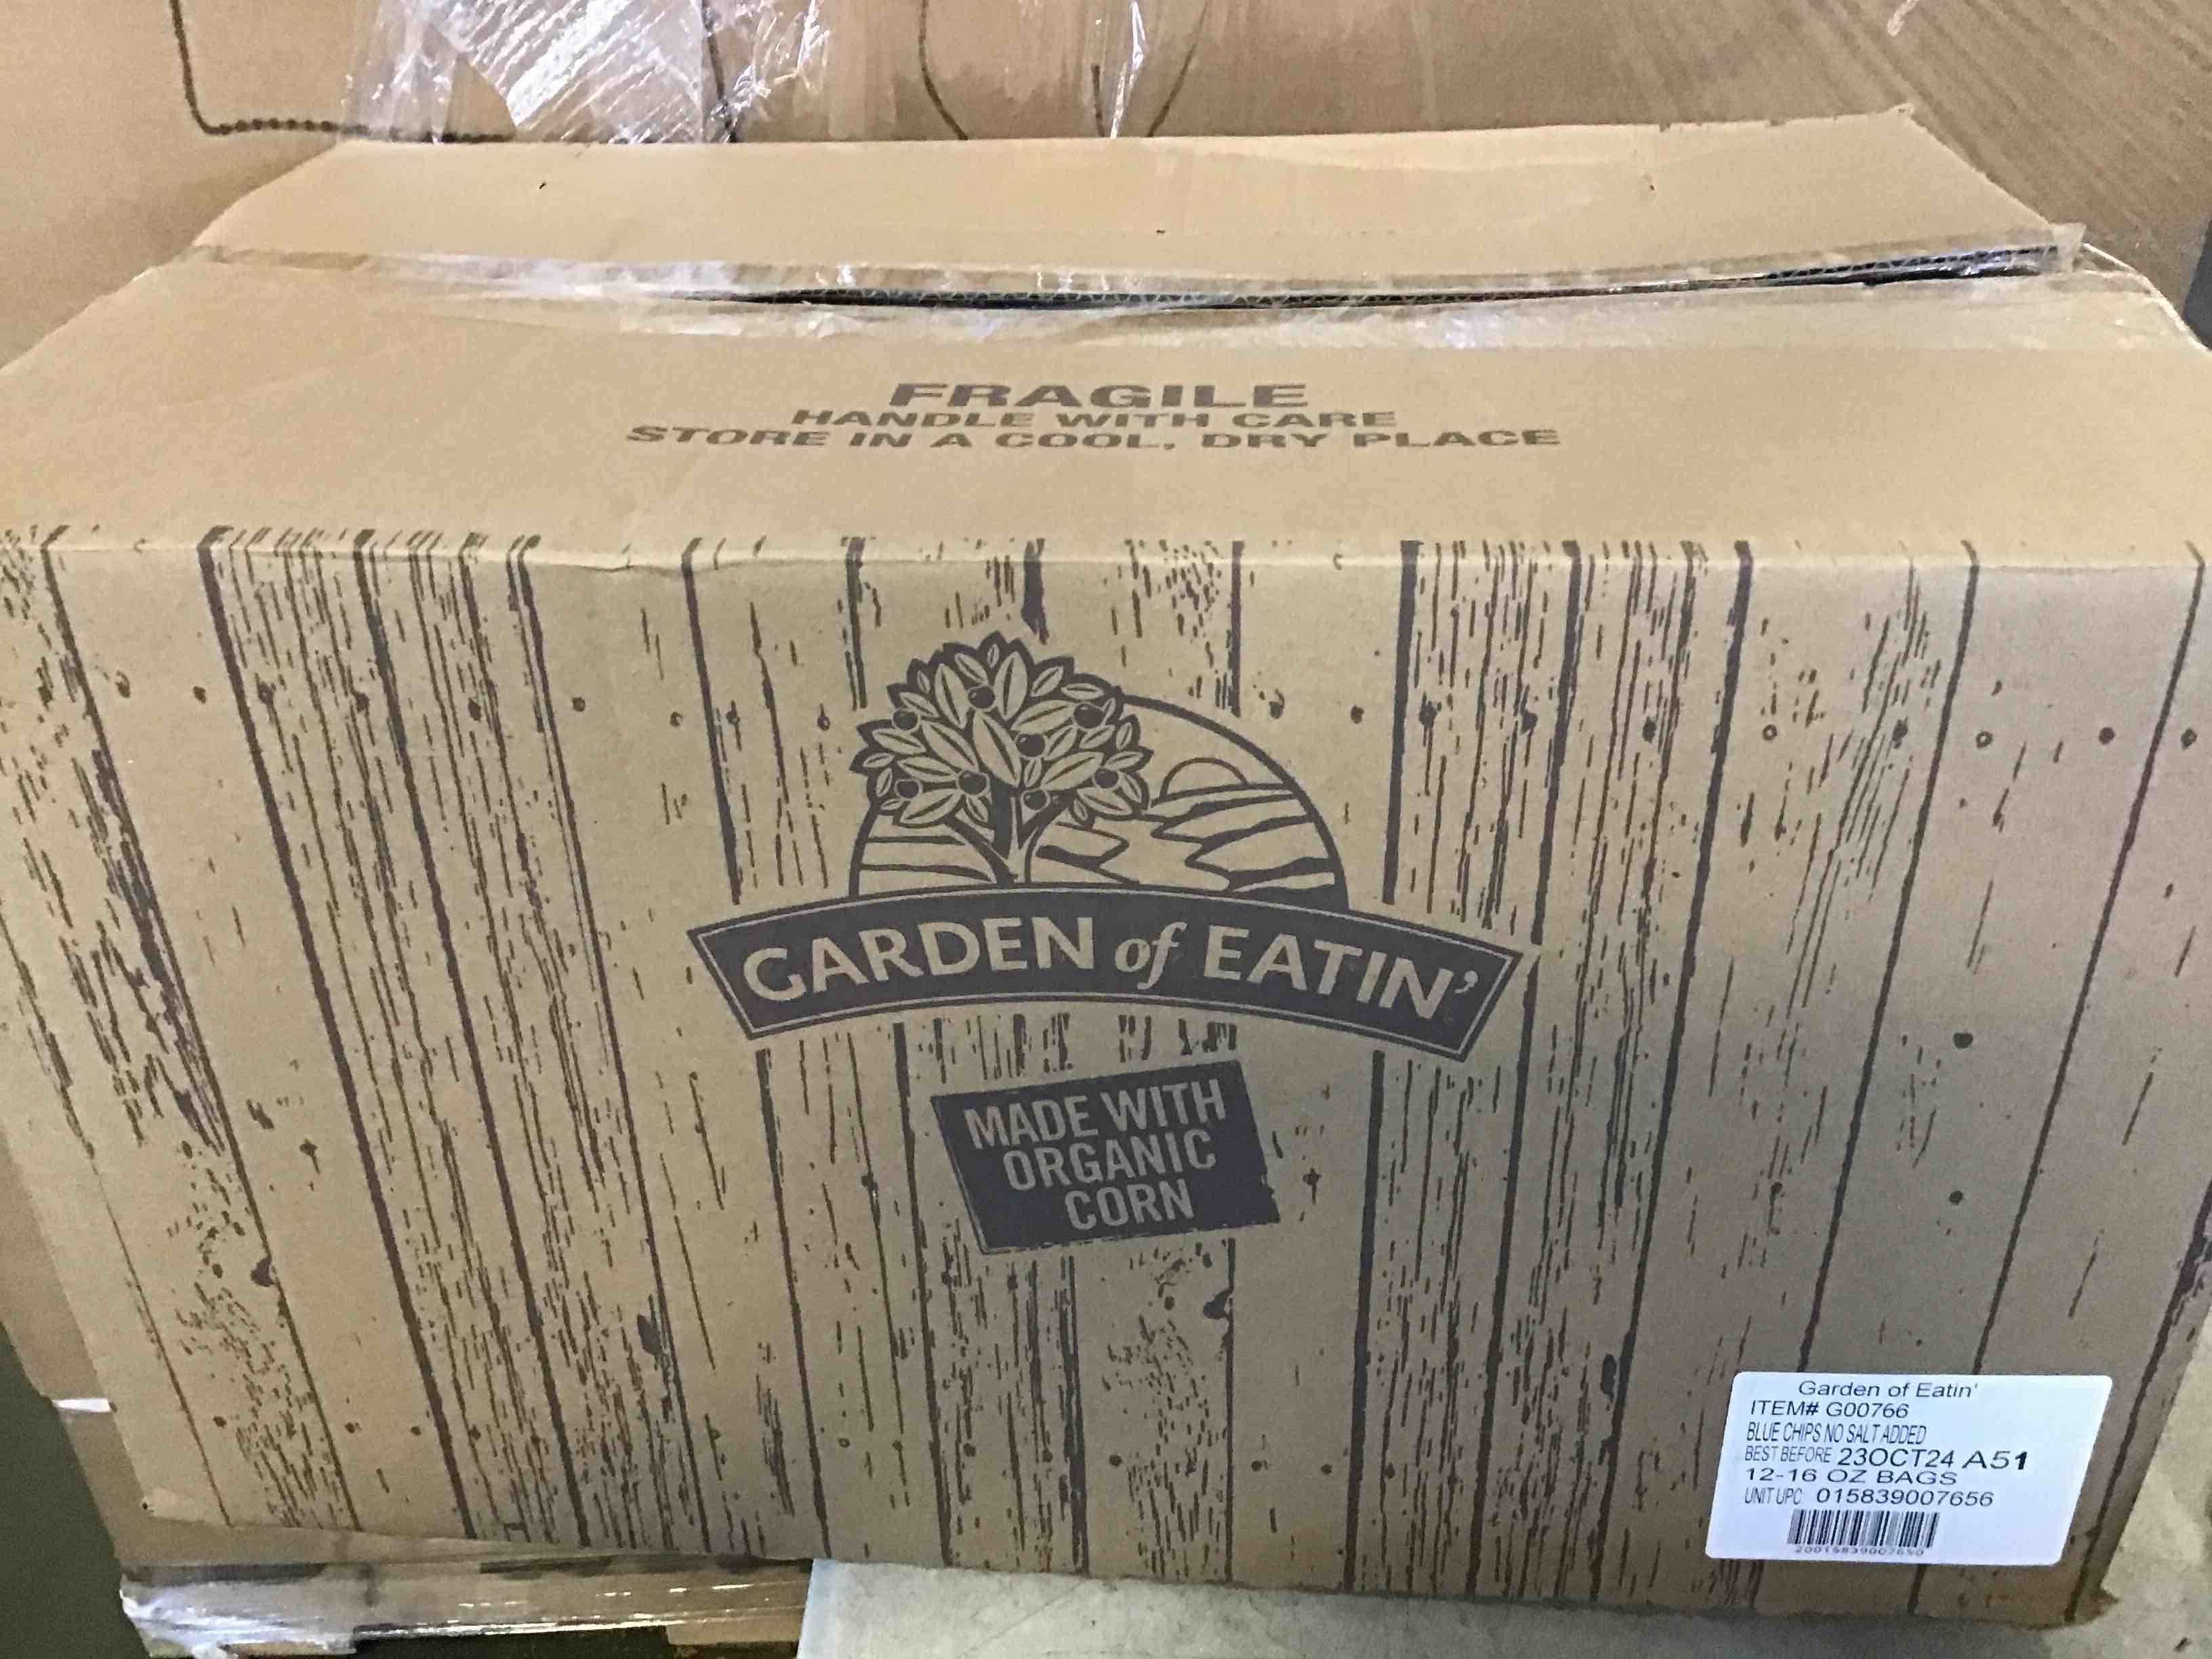 FRAGILE
HANDLE WITH CARE
STORE IN A COOL, DRY PLACE
GARDEN of EATIN'
MADE WITH
ORGANIC
CORN
Garden of Eatin'
ITEM# G00766
BLUE CHIPS NO SALT ADDED
BEST BEFORE 23OCT24 A51
12-16 OZ BAGS
UNIT UPC 015839007656